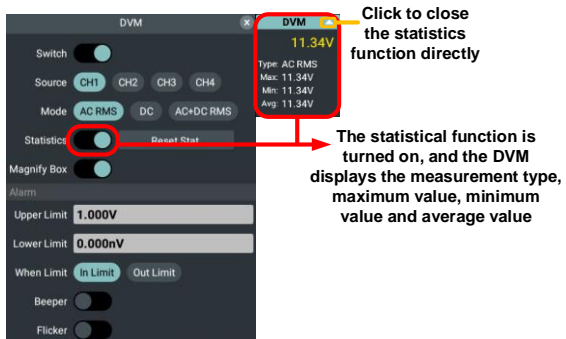 DVM
Switch
Source CH1 CH2 CH3 CH4
Mode AC RMS DC AC+DC RMS
Statistics Reset Stat
Magnify Box
Alarm
Upper Limit 1.000V
Lower Limit 0.000nV
When Limit In Limit Out Limit
Beeper
Flicker
DVM
11.34V
Type: AC RMS
Max: 11.34V
Min: 11.34V
Avg: 11.34V
Click to close
the statistics
function directly
The statistical function is
turned on, and the DVM
displays the measurement type,
maximum value, minimum
value and average value